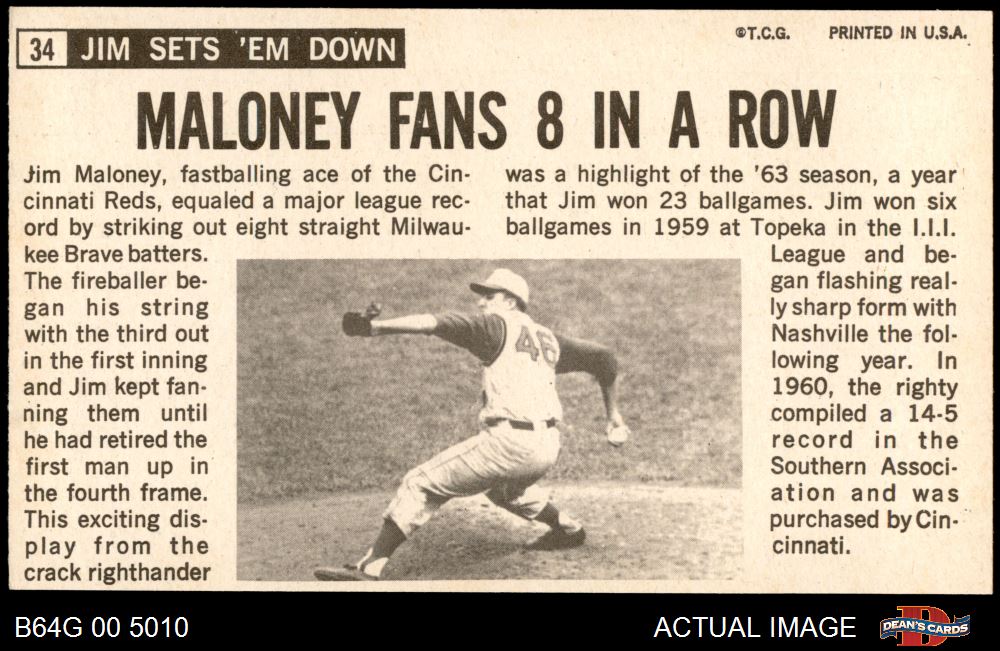 34 JIM SETS 'EM DOWN
©T.C.G. PRINTED IN U.S.A.
MALONEY FANS 8 IN A ROW
Jim Maloney, fastballing ace of the Cin-
cinnati Reds, equaled a major league rec-
ord by striking out eight straight Milwau-
kee Brave batters.
The fireballer be-
gan his string
with the third out
in the first inning
and Jim kept fan-
ning them until
he had retired the
first man up in
the fourth frame.
This exciting dis-
play from the
crack righthander
was a highlight of the '63 season, a year
that Jim won 23 ballgames. Jim won six
ballgames in 1959 at Topeka in the I.I.I.
League and be-
gan flashing real-
ly sharp form with
Nashville the fol-
lowing year. In
1960, the righty
compiled a 14-5
record in the
Southern Associ-
ation and was
purchased by Cin-
cinnati.
46
B64G 00 5010
ACTUAL IMAGE
D
DEAN'S CARDS